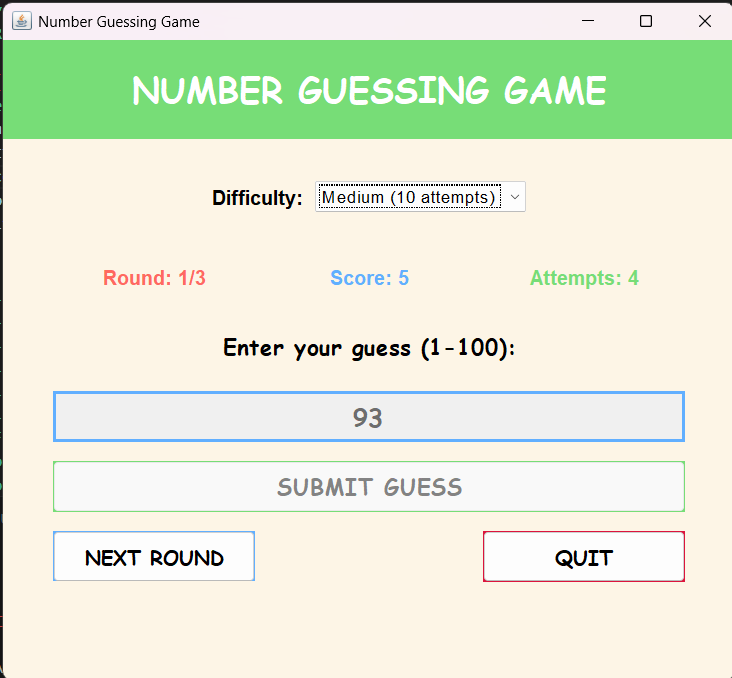 Number Guessing Game
NUMBER GUESSING GAME
Difficulty: Medium (10 attempts)
Round: 1/3 Score: 5 Attempts: 4
Enter your guess (1-100):
93
SUBMIT GUESS
NEXT ROUND QUIT